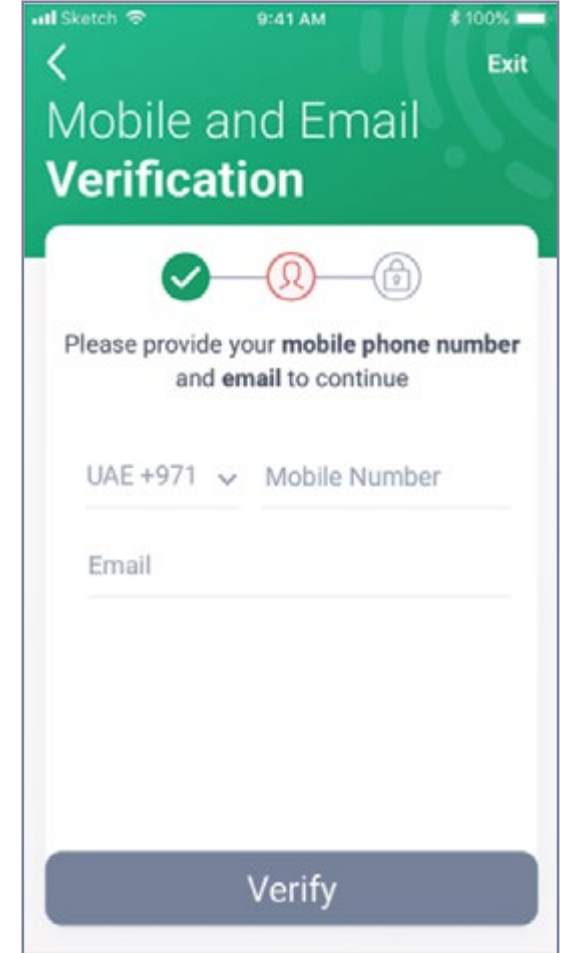 Sketch 9:41 AM 100%
Exit
Mobile and Email
Verification
Please provide your mobile phone number
and email to continue
UAE +971 Mobile Number
Email
Verify